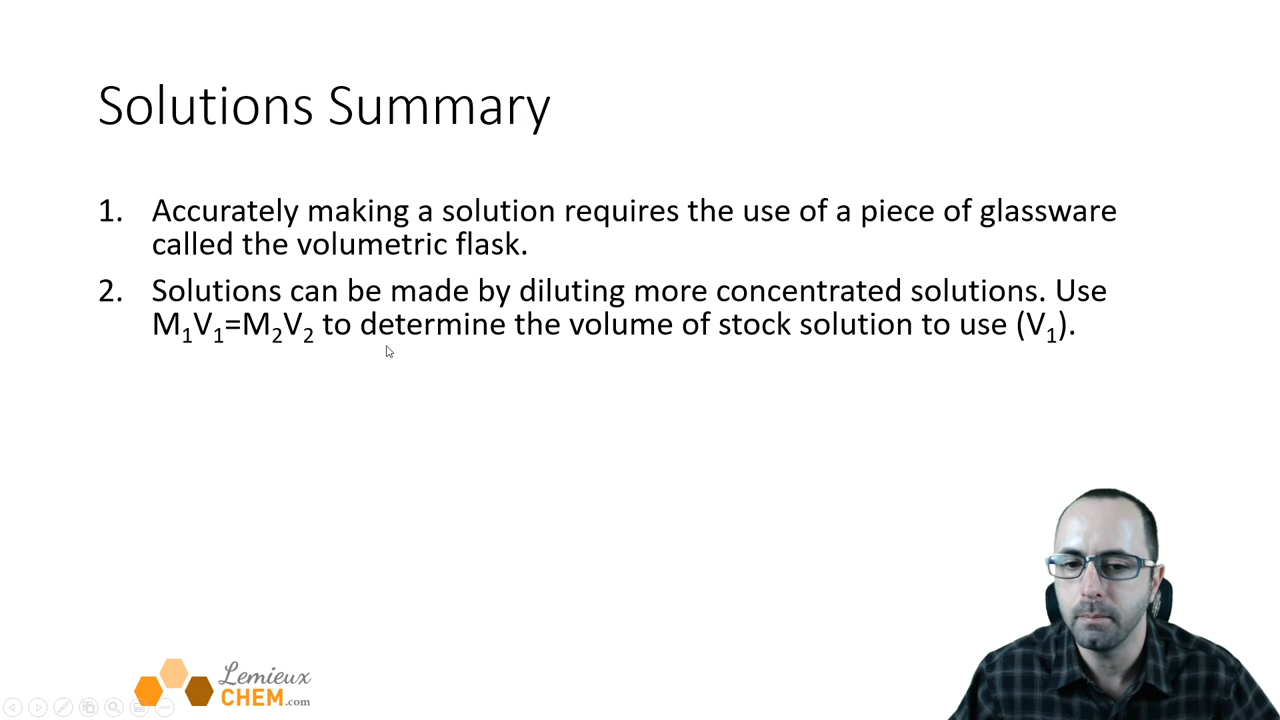 Solutions Summary
1. Accurately making a solution requires the use of a piece of glassware
called the volumetric flask.
2. Solutions can be made by diluting more concentrated solutions. Use
M₁V₁=M₂V₂ to determine the volume of stock solution to use (V₁).
Lemieux
CHEM.com